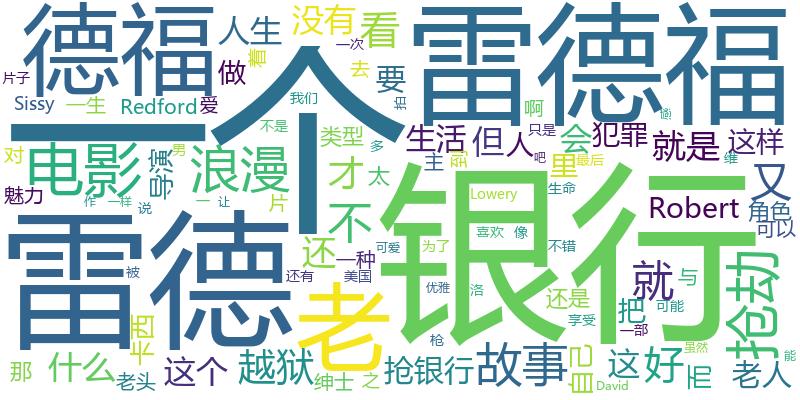 德福
一个
雷德福
雷德
银行
老
电影
浪漫
人生
没有
看
做
着
一次
去
要
片子
Sissy
一生
Redford
爱
我们
拍
对
导演
魅力
不是
男
类型
多
生活
但
人
啊
只是
会
犯罪
就是
这样
才
太
主
到
吧
里
最后
又
维
片
不
作
一样
说
一
让
Lowery
生命
Robert
角色
可以
喜欢
像
还
一种
可爱
为了
不错
就
与
被
还有
美国
优雅
洛
还是
把
可能
抢劫
卡西
那
什么
老头
这个
越狱
绅士
之
抢银行
枪
故事
享受
自己
David
这
好
一部
虽然
老人
能